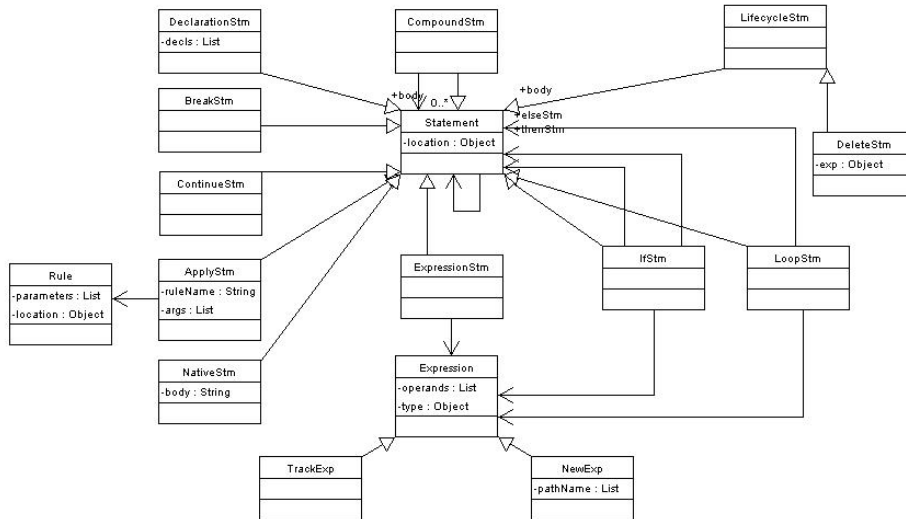 DeclarationStm
-decls : List
CompoundStm
LifecycleStm
BreakStm
+body
0..*
+body
Statement
-location : Object
+elseStm
+thenStm
DeleteStm
-exp : Object
ContinueStm
Rule
-parameters : List
-location : Object
ApplyStm
-ruleName : String
-args : List
ExpressionStm
IfStm
LoopStm
NativeStm
-body : String
Expression
-operands : List
-type : Object
TrackExp
NewExp
-pathName : List